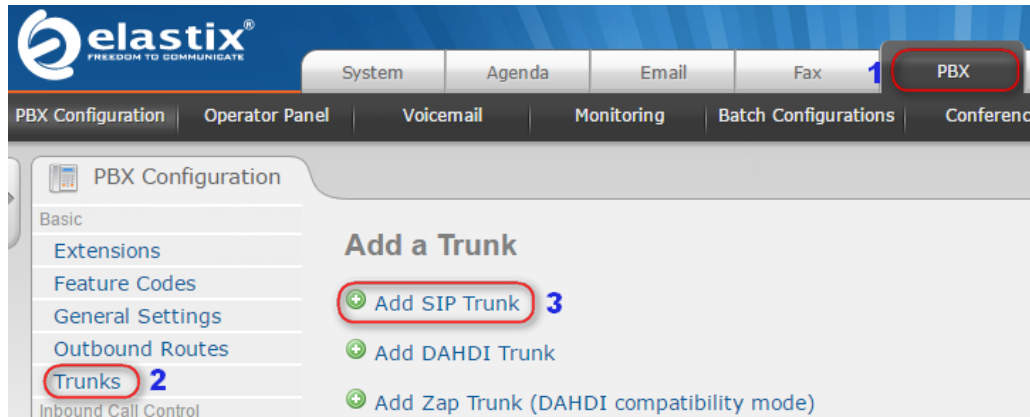 elastix®
FREEDOM TO COMMUNICATE
System Agenda Email Fax 1 PBX
PBX Configuration Operator Panel Voicemail Monitoring Batch Configurations Conferenc
PBX Configuration
Basic
Extensions
Feature Codes
General Settings
Outbound Routes
Trunks 2
Inbound Call Control
Add a Trunk
Add SIP Trunk 3
Add DAHDI Trunk
Add Zap Trunk (DAHDI compatibility mode)